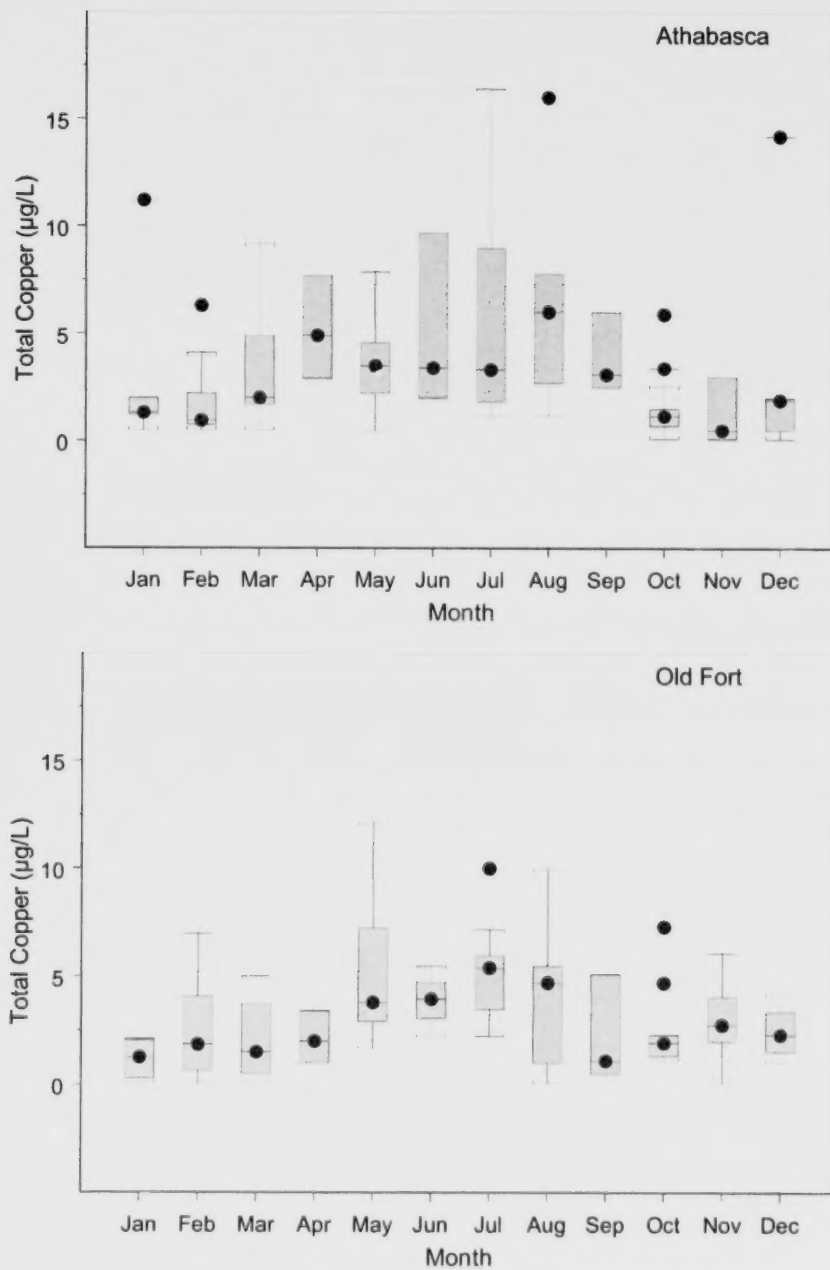 Athabasca
Total Copper (µg/L)
15
10
5
0
Jan Feb Mar Apr May Jun Jul Aug Sep Oct Nov Dec
Month
Old Fort
Total Copper (µg/L)
15
10
5
0
Jan Feb Mar Apr May Jun Jul Aug Sep Oct Nov Dec
Month